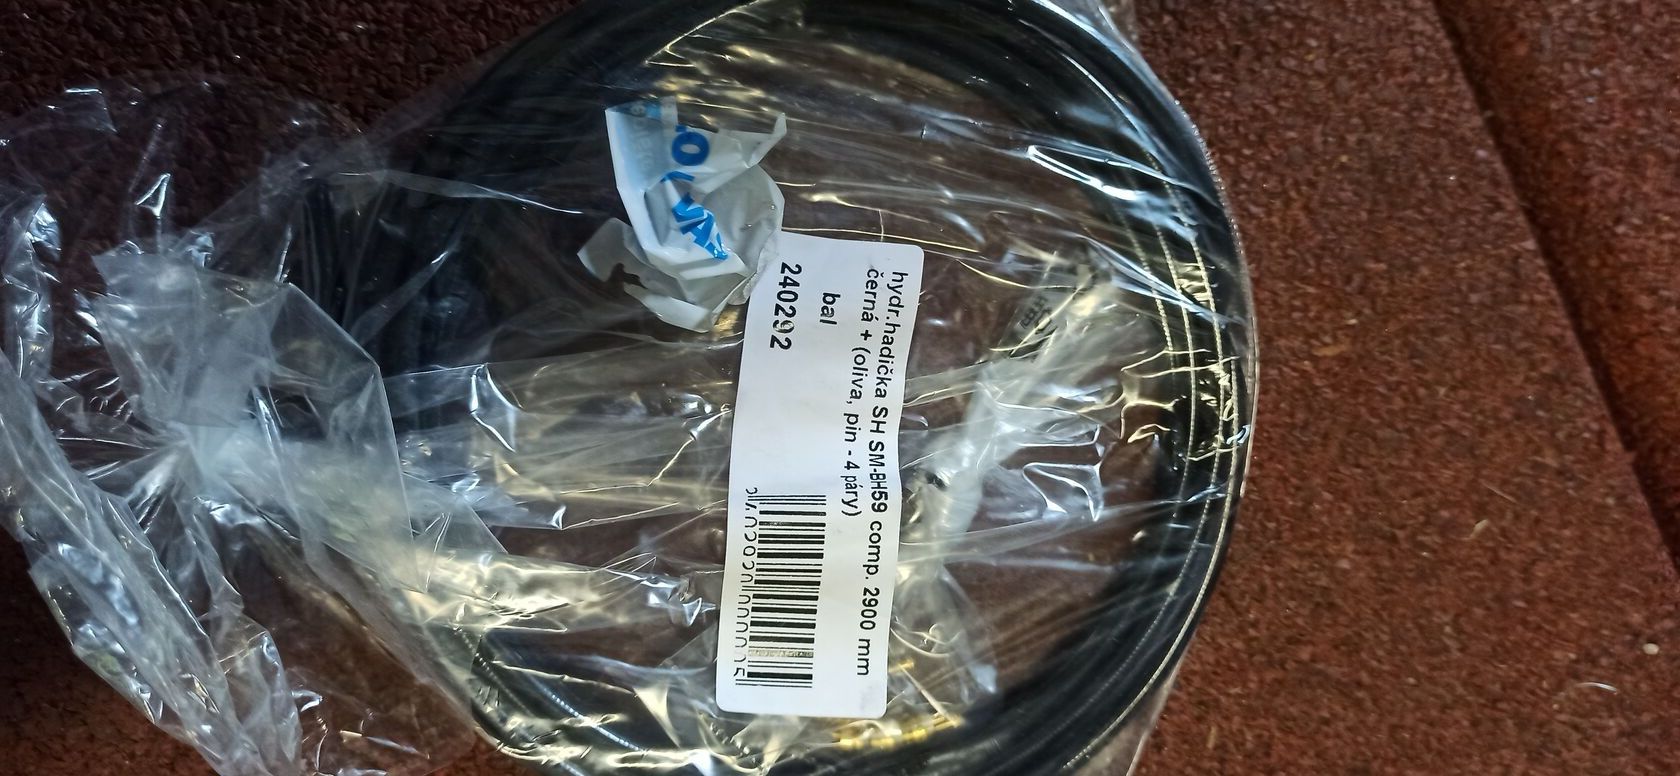 hydr.hadička SH SM-BH59 comp. 2900 mm
černá + (oliva, pin - 4 páry)
bal
240292